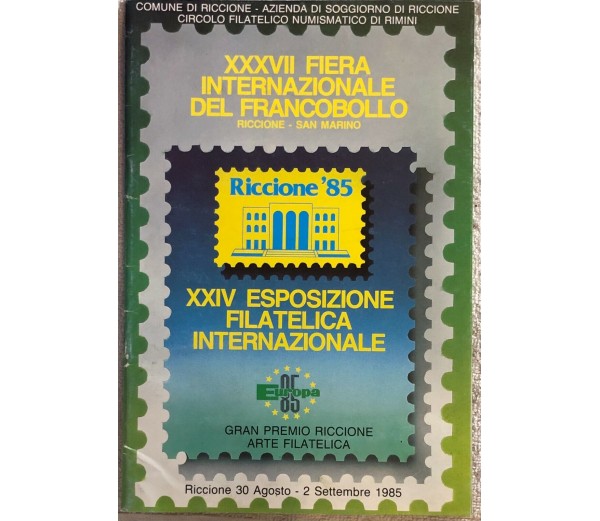 COMUNE DI RICCIONE - AZIENDA DI SOGGIORNO DI RICCIONE
CIRCOLO FILATELICO NUMISMATICO DI RIMINI
XXXVII FIERA
INTERNAZIONALE
DEL FRANCOBOLLO
RICCIONE - SAN MARINO
Riccione '85
XXIV ESPOSIZIONE
FILATELICA
INTERNAZIONALE
Europa
85
GRAN PREMIO RICCIONE
ARTE FILATELICA
Riccione 30 Agosto - 2 Settembre 1985